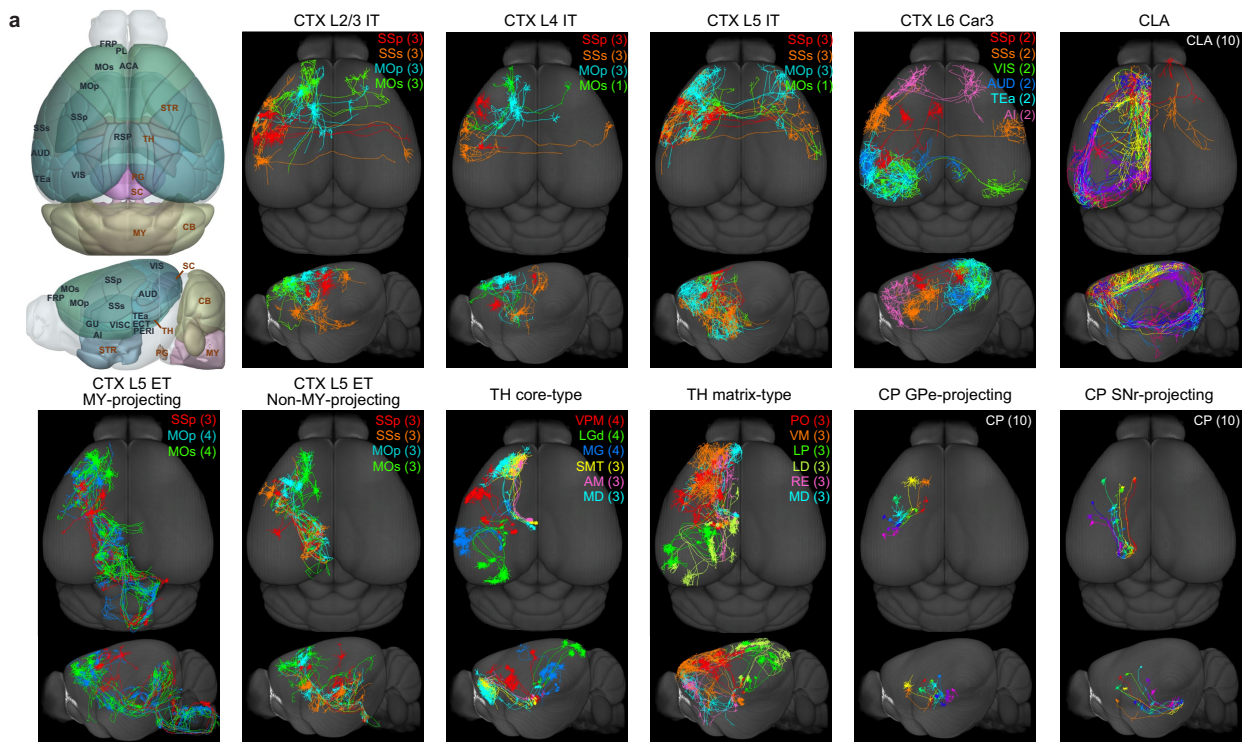 a
FRP
PL
MOs
ACA
MOp
STR
SSp
SSs
RSP
TH
AUD
TEa
VIS
PG
SC
MY
CB
VIS
SC
SSp
MOs
FRP
MOp
AUD
SSs
CB
TEa
GU
VISC
ECT
PERI
TH
AI
STR
PG
MY
CTX L2/3 IT
SSp (3)
SSs (3)
MOp (3)
MOs (3)
CTX L4 IT
SSp (3)
SSs (3)
MOp (3)
MOs (1)
CTX L5 IT
SSp (3)
SSs (3)
MOp (3)
MOs (1)
CTX L6 Car3
SSp (2)
SSs (2)
VIS (2)
AUD (2)
TEa (2)
AI (2)
CLA
CLA (10)
CTX L5 ET
MY-projecting
SSp (3)
MOp (4)
MOs (4)
CTX L5 ET
Non-MY-projecting
SSp (3)
SSs (3)
MOp (3)
MOs (3)
TH core-type
VPM (4)
LGd (4)
MG (4)
SMT (3)
AM (3)
MD (3)
TH matrix-type
PO (3)
VM (3)
LP (3)
LD (3)
RE (3)
MD (3)
CP GPe-projecting
CP (10)
CP SNr-projecting
CP (10)